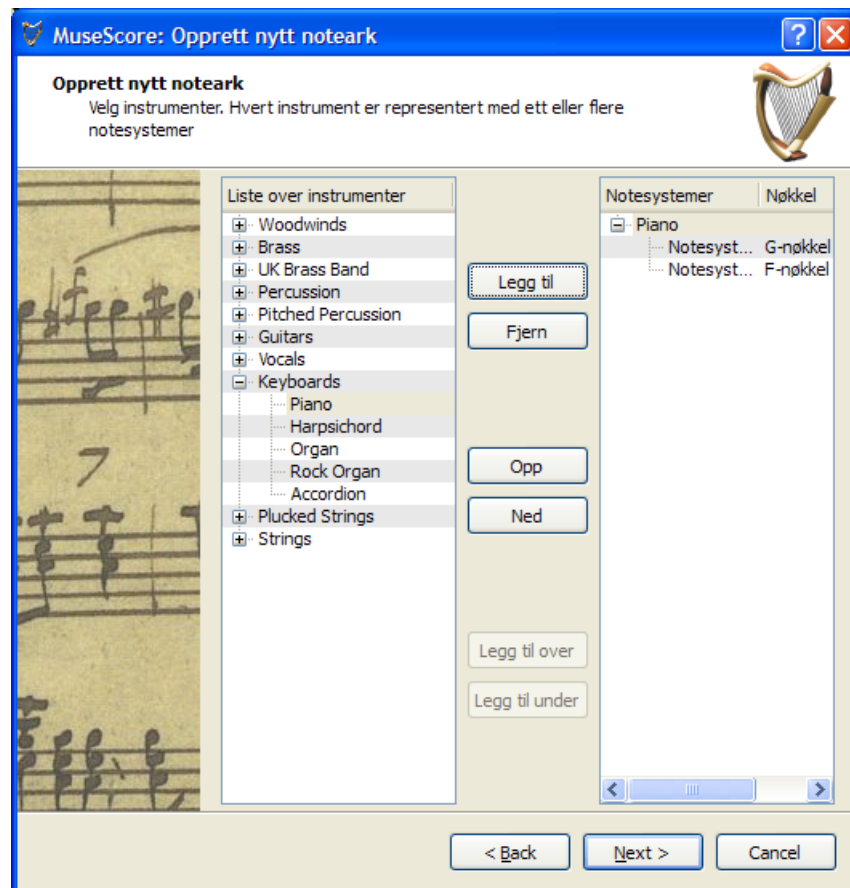 MuseScore: Opprett nytt noteark
Opprett nytt noteark
Velg instrumenter. Hvert instrument er representert med ett eller flere
notesystemer
Liste over instrumenter
Woodwinds
Brass
UK Brass Band
Percussion
Pitched Percussion
Guitars
Vocals
Keyboards
Piano
Harpsichord
Organ
Rock Organ
Accordion
Plucked Strings
Strings
Legg til
Fjern
Opp
Ned
Legg til over
Legg til under
Notesystemer Nøkkel
Piano
Notesyst... G-nøkkel
Notesyst... F-nøkkel
< Back Next > Cancel